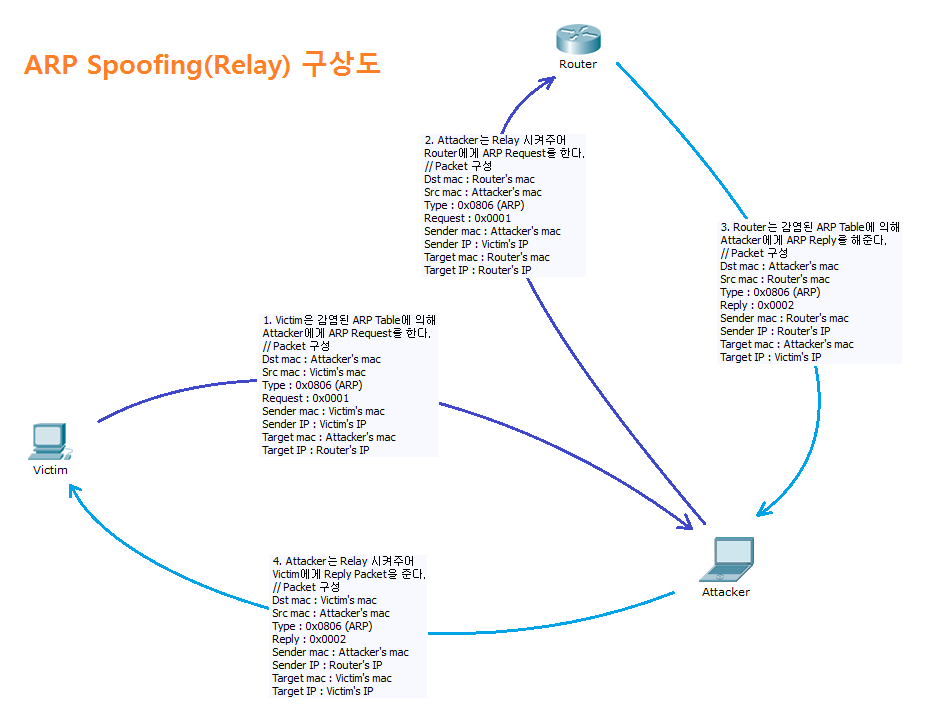 ARP Spoofing(Relay) 구상도
Router
2. Attacker는 Relay 시켜주어
Router에게 ARP Request를 한다.
// Packet 구성
Dst mac : Router's mac
Src mac : Attacker's mac
Type : 0x0806 (ARP)
Request : 0x0001
Sender mac : Attacker's mac
Sender IP : Victim's IP
Target mac : Router's mac
Target IP : Router's IP
3. Router는 감염된 ARP Table에 의해
Attacker에게 ARP Reply를 해준다.
// Packet 구성
Dst mac : Attacker's mac
Src mac : Router's mac
Type : 0x0806 (ARP)
Reply : 0x0002
Sender mac : Router's mac
Sender IP : Router's IP
Target mac : Attacker's mac
Target IP : Victim's IP
1. Victim은 감염된 ARP Table에 의해
Attacker에게 ARP Request를 한다.
// Packet 구성
Dst mac : Attacker's mac
Src mac : Victim's mac
Type : 0x0806 (ARP)
Request : 0x0001
Sender mac : Victim's mac
Sender IP : Victim's IP
Target mac : Attacker's mac
Target IP : Router's IP
Victim
Attacker
4. Attacker는 Relay 시켜주어
Victim에게 Reply Packet을 준다.
// Packet 구성
Dst mac : Victim's mac
Src mac : Attacker's mac
Type : 0x0806 (ARP)
Reply : 0x0002
Sender mac : Attacker's mac
Sender IP : Router's IP
Target mac : Victim's mac
Target IP : Victim's IP